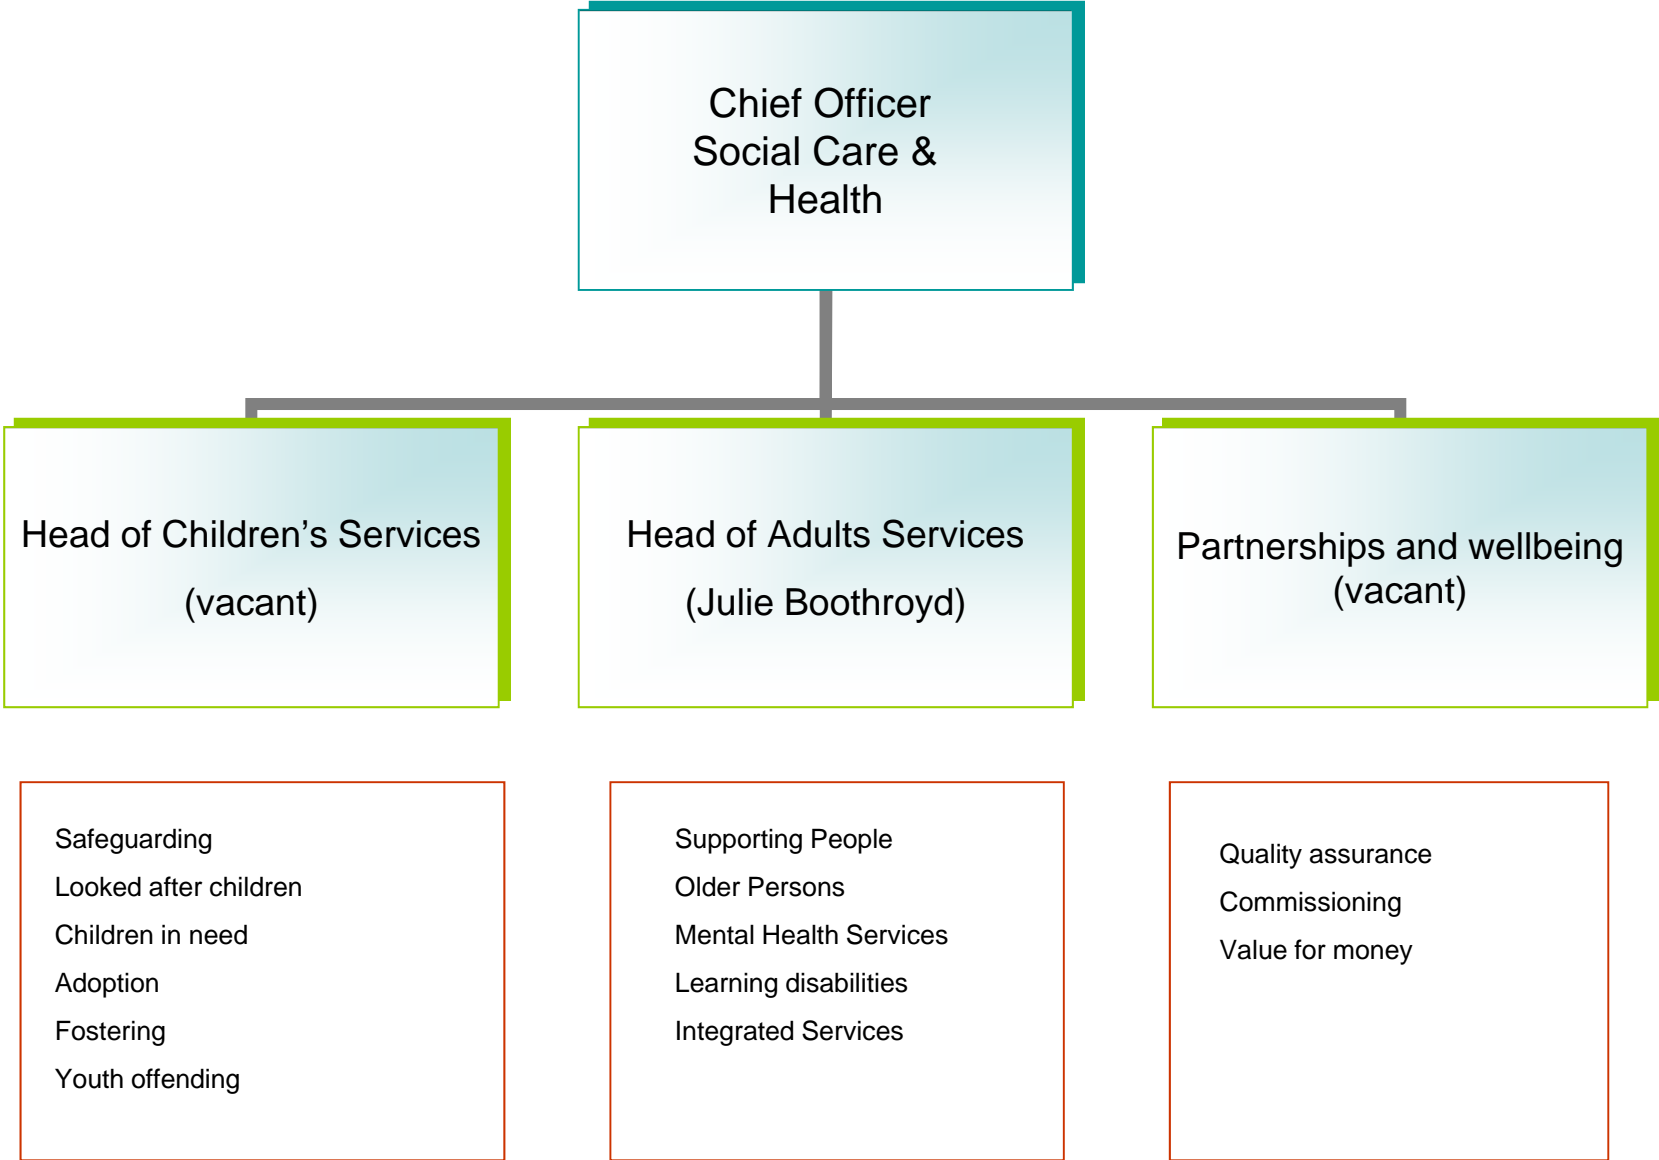 Chief Officer
Social Care &
Health
Head of Children’s Services
(vacant)
Head of Adults Services
(Julie Boothroyd)
Partnerships and wellbeing
(vacant)
Safeguarding
Looked after children
Children in need
Adoption
Fostering
Youth offending
Supporting People
Older Persons
Mental Health Services
Learning disabilities
Integrated Services
Quality assurance
Commissioning
Value for money